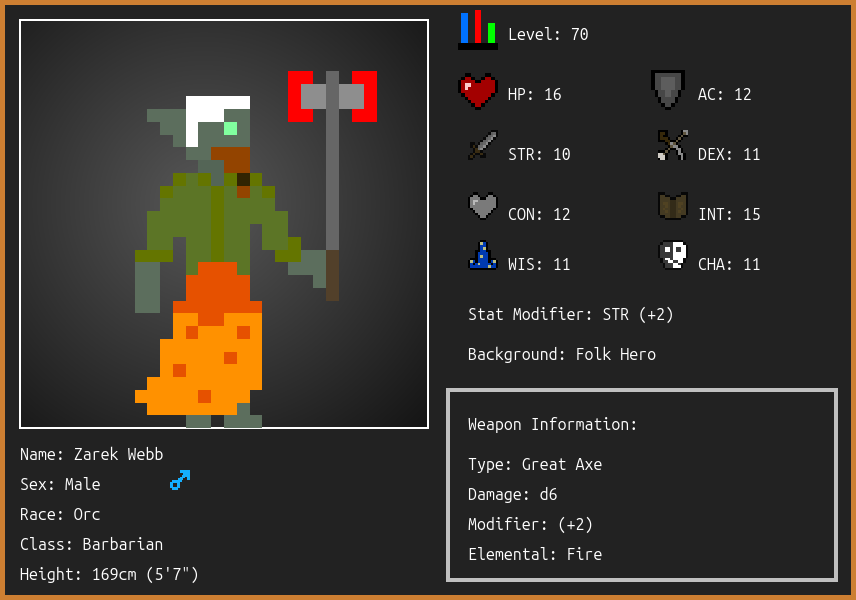 Level: 70
HP: 16
AC: 12
STR: 10
DEX: 11
CON: 12
INT: 15
WIS: 11
CHA: 11
Stat Modifier: STR (+2)
Background: Folk Hero
Weapon Information:
Type: Great Axe
Damage: d6
Modifier: (+2)
Elemental: Fire
Name: Zarek Webb
Sex: Male
Race: Orc
Class: Barbarian
Height: 169cm (5'7")